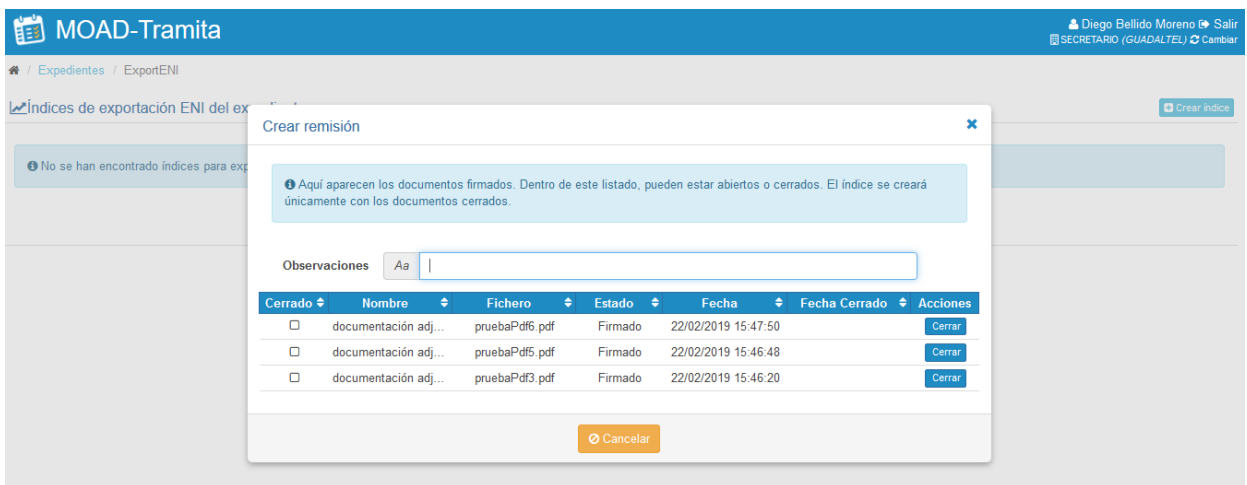 MOAD-Tramita
Diego Bellido Moreno Salir
SECRETARIO (GUADALTEL) Cambiar
/ Expedientes / ExportENI
Índices de exportación ENI del
Crear índice
No se han encontrado índices para
Crear remisión
Aquí aparecen los documentos firmados. Dentro de este listado, pueden estar abiertos o cerrados. El índice se creará
únicamente con los documentos cerrados.
Observaciones Aa
Cerrado Nombre Fichero Estado Fecha Fecha Cerrado Acciones
documentación adj... pruebaPdf6.pdf Firmado 22/02/2019 15:47:50 Cerrar
documentación adj... pruebaPdf5.pdf Firmado 22/02/2019 15:46:48 Cerrar
documentación adj... pruebaPdf3.pdf Firmado 22/02/2019 15:46:20 Cerrar
Cancelar